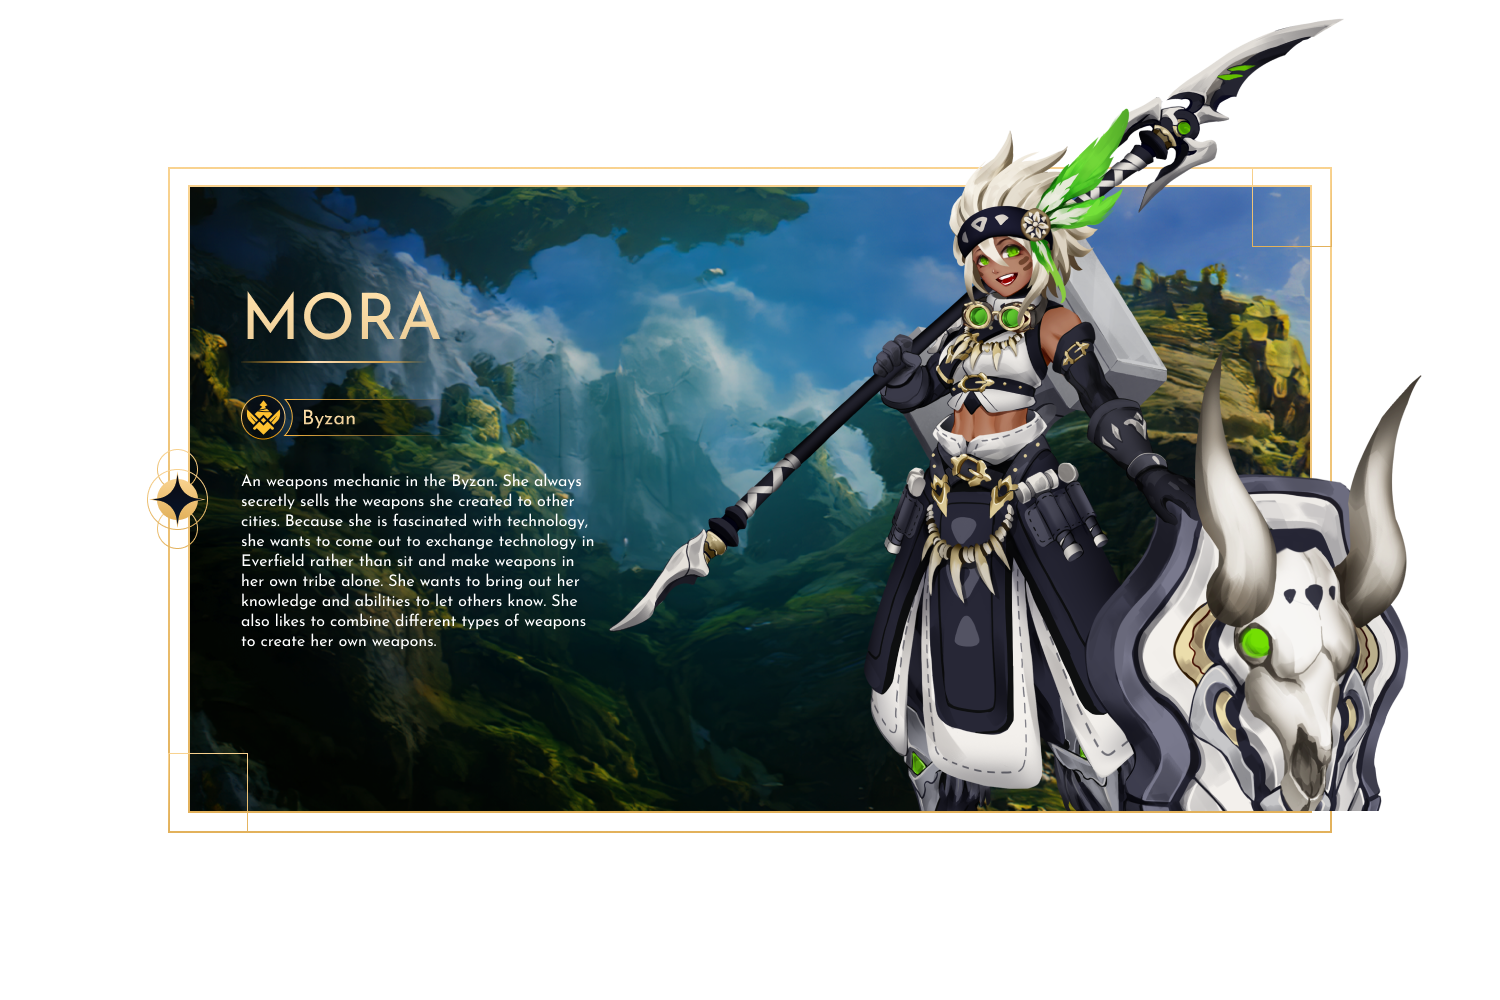 MORA
Byzan
An weapons mechanic in the Byzan. She always
secretly sells the weapons she created to other
cities. Because she is fascinated with technology,
she wants to come out to exchange technology in
Everfield rather than sit and make weapons in
her own tribe alone. She wants to bring out her
knowledge and abilities to let others know. She
also likes to combine different types of weapons
to create her own weapons.